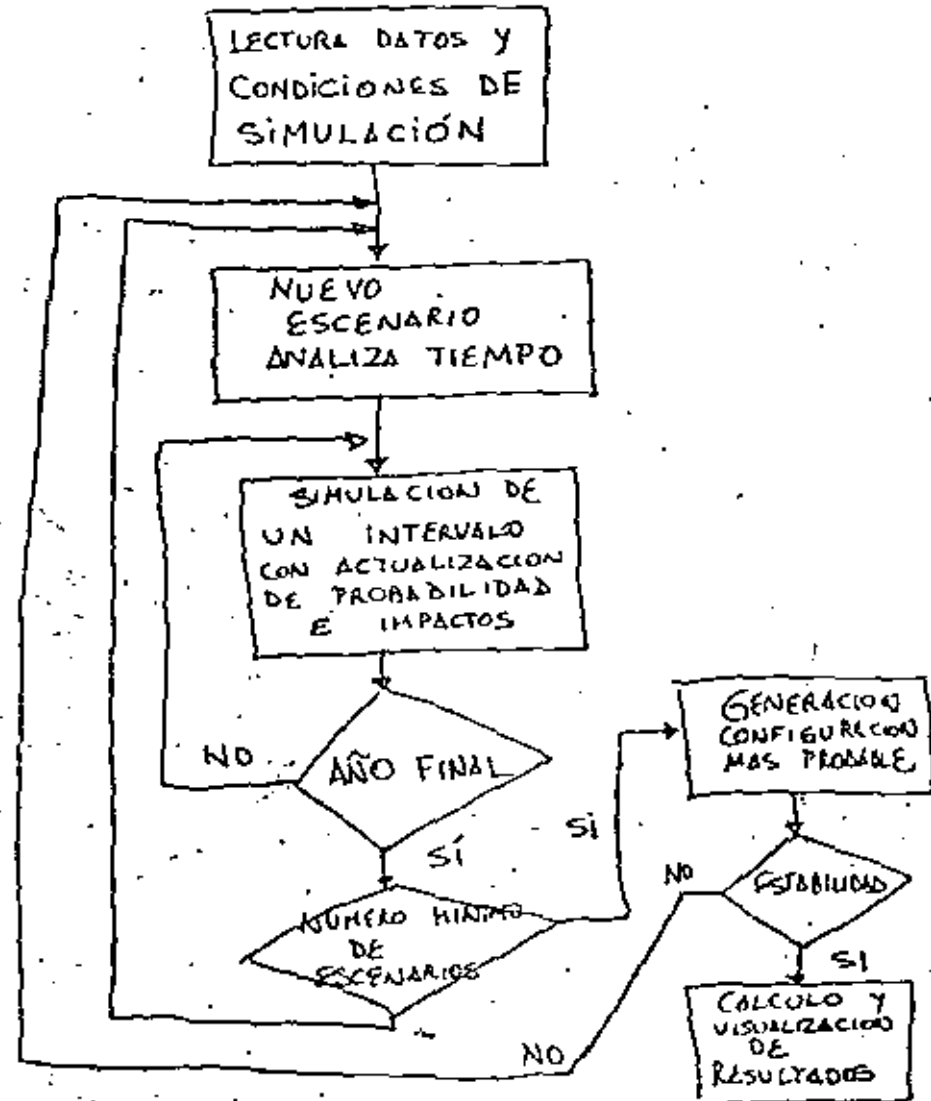 LECTURA DATOS Y
CONDICIONES DE
SIMULACIÓN
NUEVO
ESCENARIO
ANALIZA TIEMPO
SIMULACION DE
UN INTERVALO
CON ACTUALIZACION
DE PROBABILIDAD
E IMPACTOS
NO
AÑO FINAL
SÍ
NUMERO MINIMO
DE
ESCENARIOS
Si
GENERACION
CONFIGURACION
MAS PROBABLE
NO
ESTABILIDAD
SI
NO
CALCULO Y
VISUALIZACION
DE
RESULTADOS